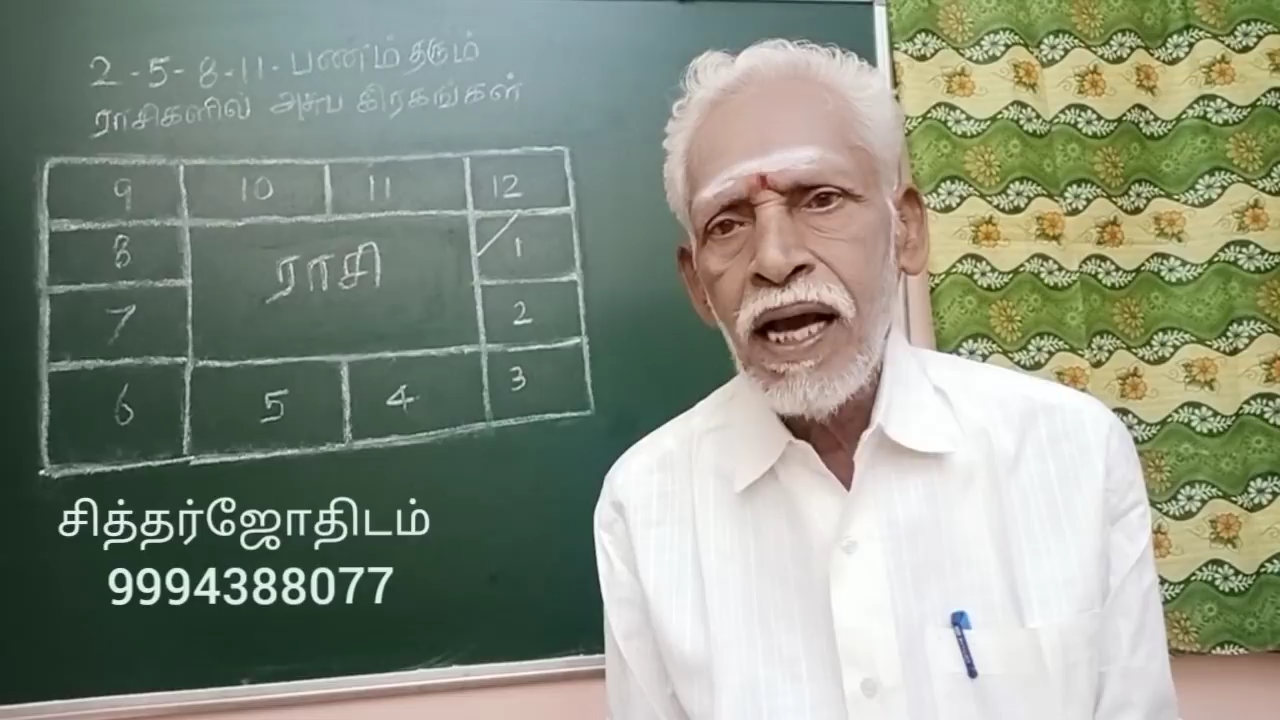 2 - 5 - 8 - 11 - பணம் தரும்
ராசிகளில் அசுப கிரகங்கள்
9 10 11 12
8 ராசி 1
7 2
6 5 4 3
சித்தர்ஜோதிடம்
9994388077